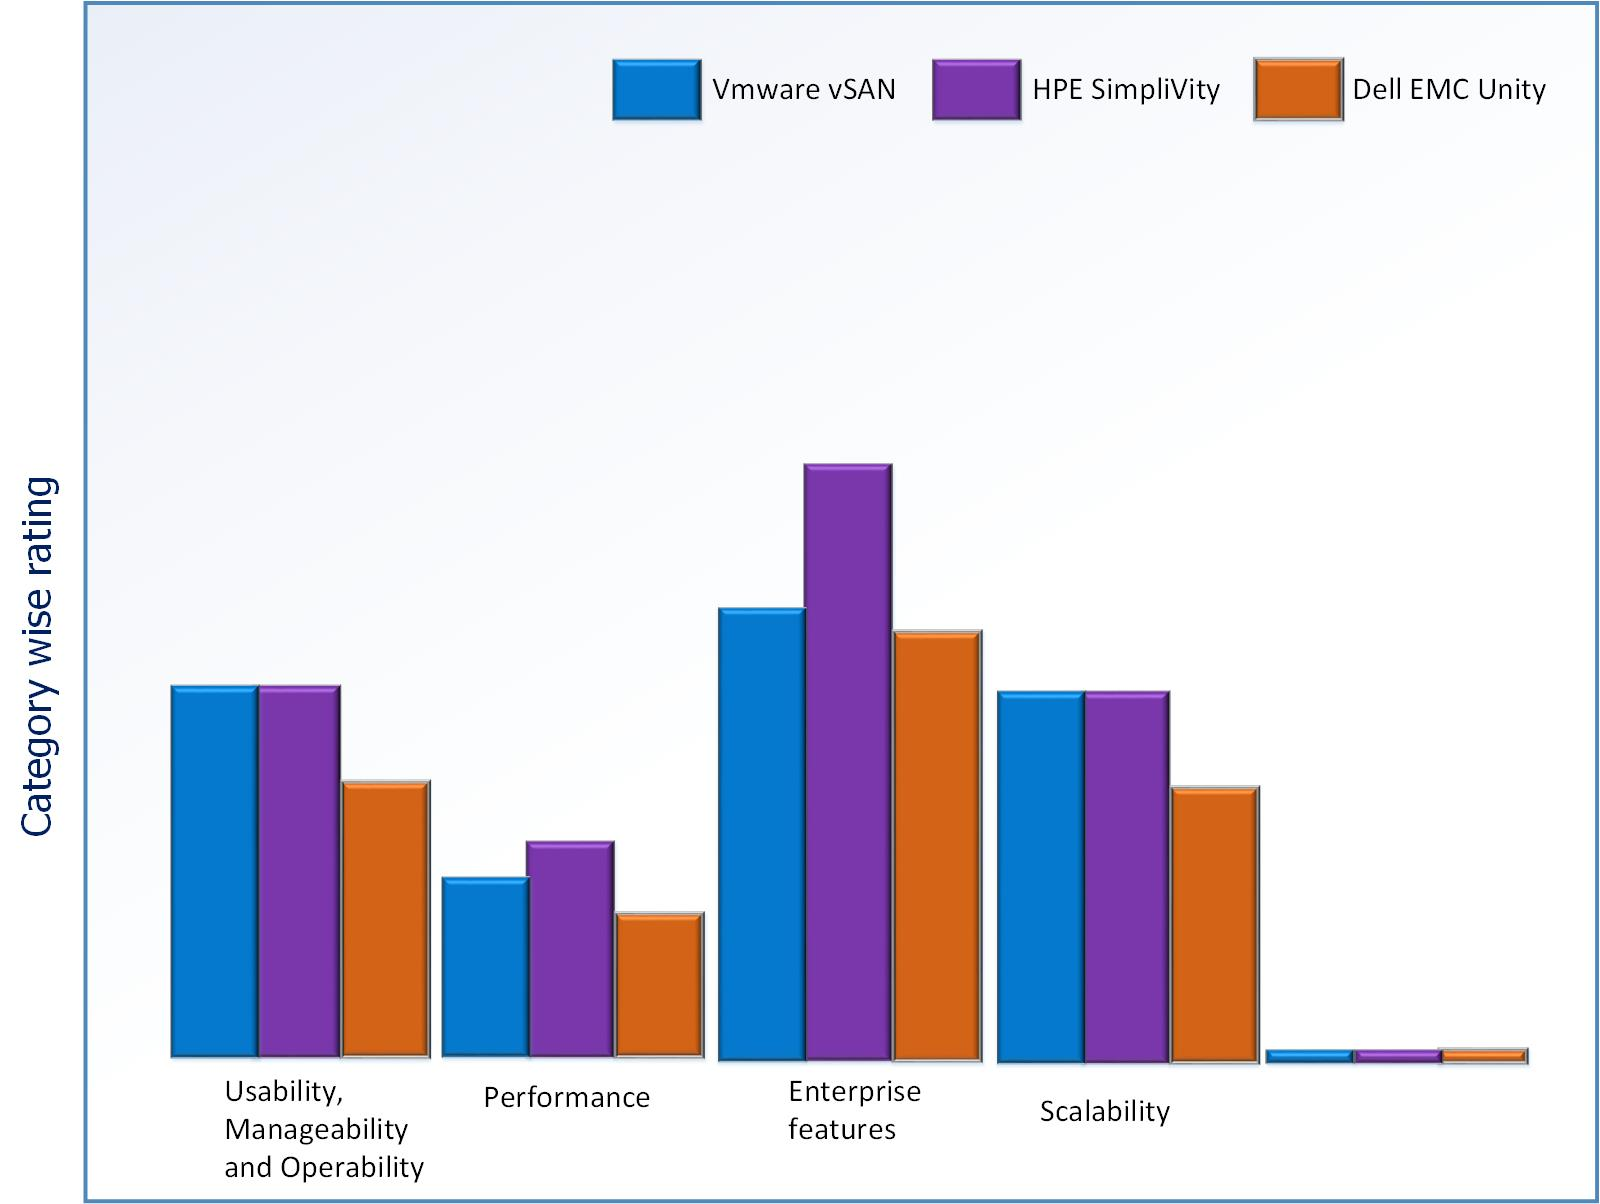 Vmware vSAN
HPE SimpliVity
Dell EMC Unity
Category wise rating
Usability,
Manageability
and Operability
Performance
Enterprise
features
Scalability